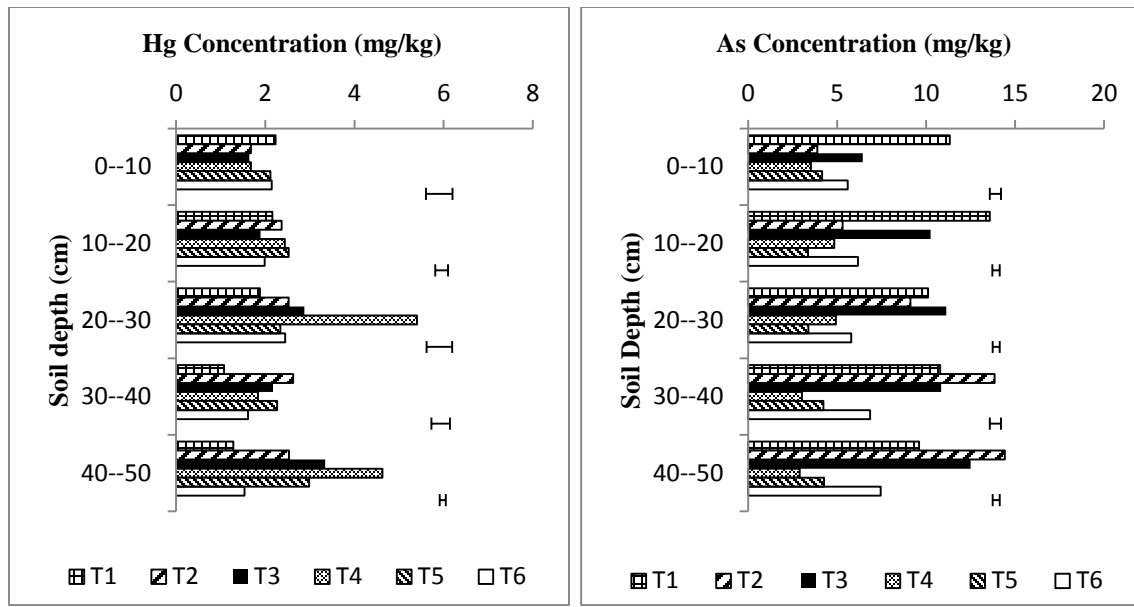 Hg Concentration (mg/kg)
0 2 4 6 8
Soil depth (cm)
0--10
10--20
20--30
30--40
40--50
T1 T2 T3 T4 T5 T6
As Concentration (mg/kg)
0 5 10 15 20
Soil Depth (cm)
0--10
10--20
20--30
30--40
40--50
T1 T2 T3 T4 T5 T6